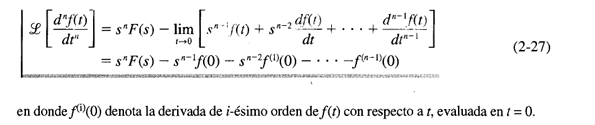 ℒ[dⁿf(t)/dtⁿ] = sⁿF(s) − lim t→0 [sⁿ⁻¹f(t) + sⁿ⁻² df(t)/dt + · · · + dⁿ⁻¹f(t)/dtⁿ⁻¹]
= sⁿF(s) − sⁿ⁻¹f(0) − sⁿ⁻²f⁽¹⁾(0) − · · · −f⁽ⁿ⁻¹⁾(0) (2-27)
en donde f⁽ⁱ⁾(0) denota la derivada de i-ésimo orden de f(t) con respecto a t, evaluada en t = 0.